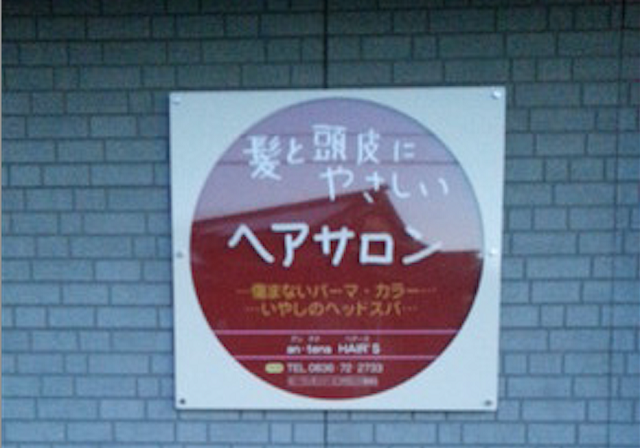 髪と頭皮に
やさしい
ヘアサロン
…傷まないパーマ・カラー…
…いやしのヘッドスパ…
an·tena HAIR'S
TEL 0836 72 2733